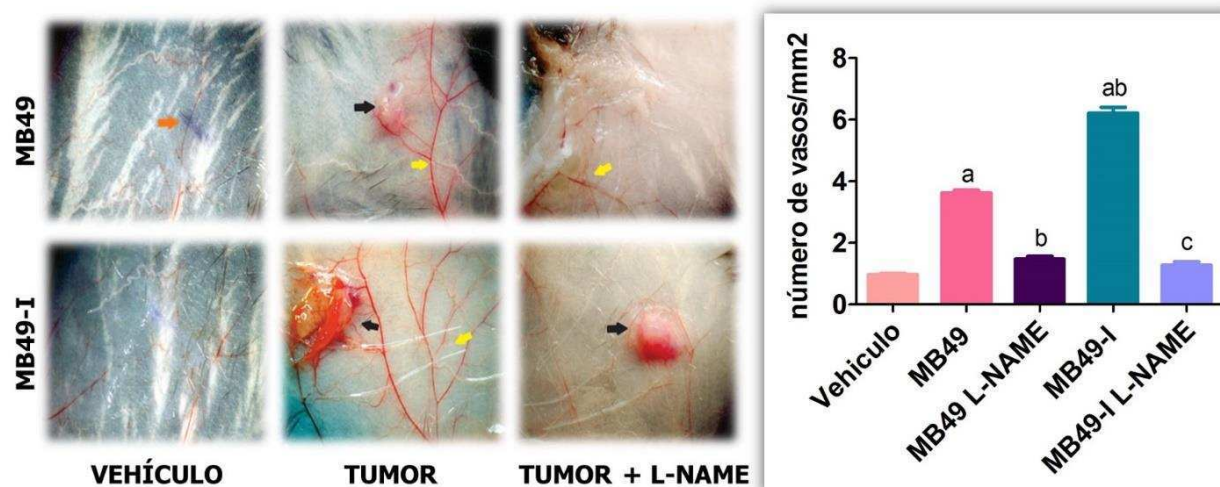 MB49
MB49-I
VEHÍCULO
TUMOR
TUMOR + L-NAME
número de vasos/mm2
8
6
4
2
0
a
b
ab
c
Vehiculo
MB49
MB49 L-NAME
MB49-I
MB49-I L-NAME